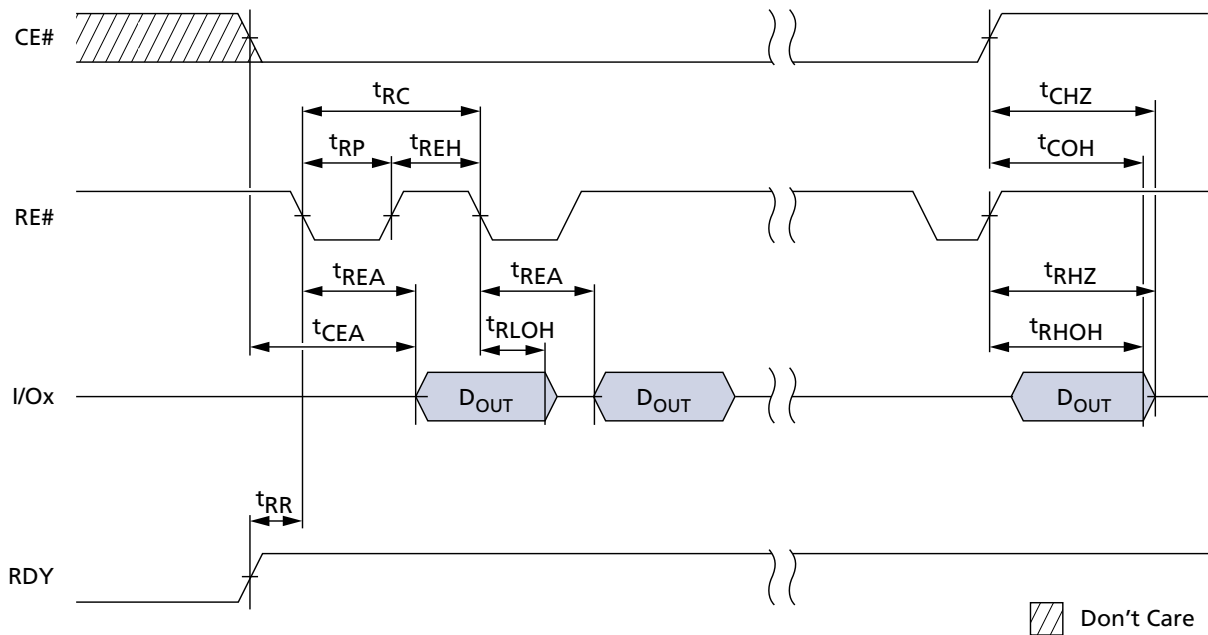 CE#
tRC
tCHZ
tRP
tREH
tCOH
RE#
tREA
tREA
tRHZ
tCEA
tRLOH
tRHOH
I/Ox
DOUT
DOUT
DOUT
tRR
RDY
Don't Care